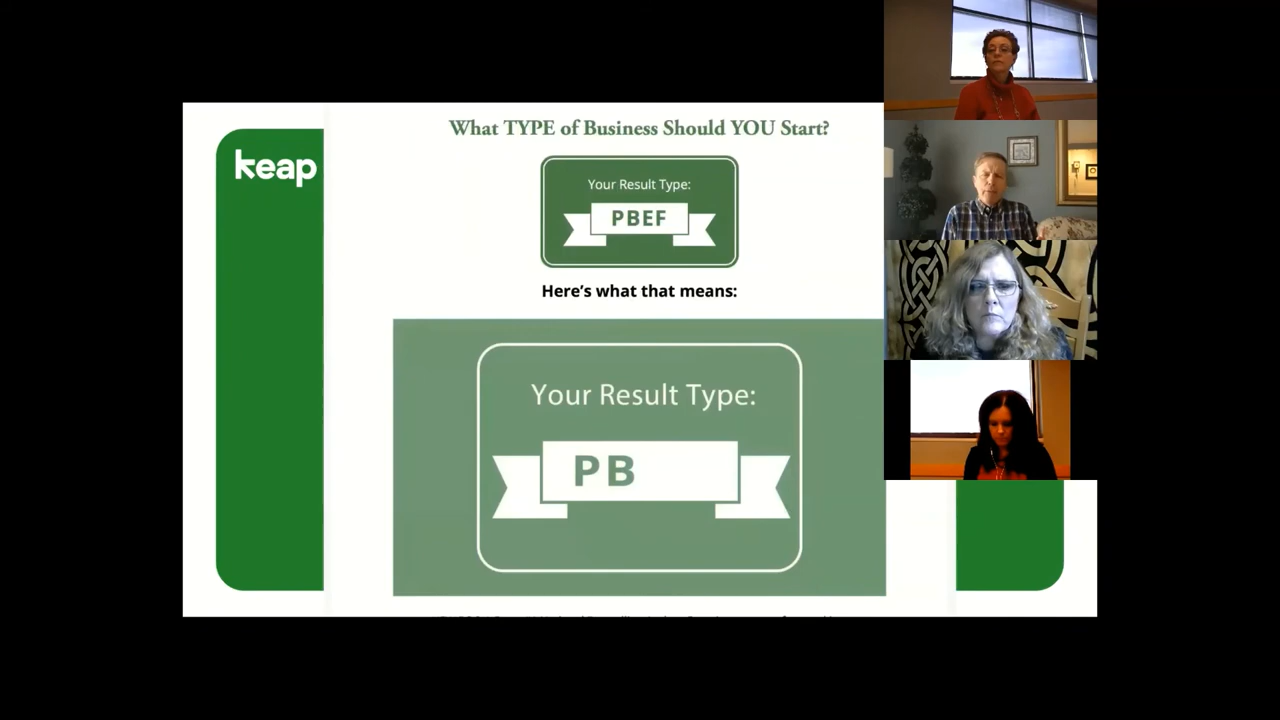 keap
What TYPE of Business Should YOU Start?
Your Result Type:
PBEF
Here's what that means:
Your Result Type:
PB